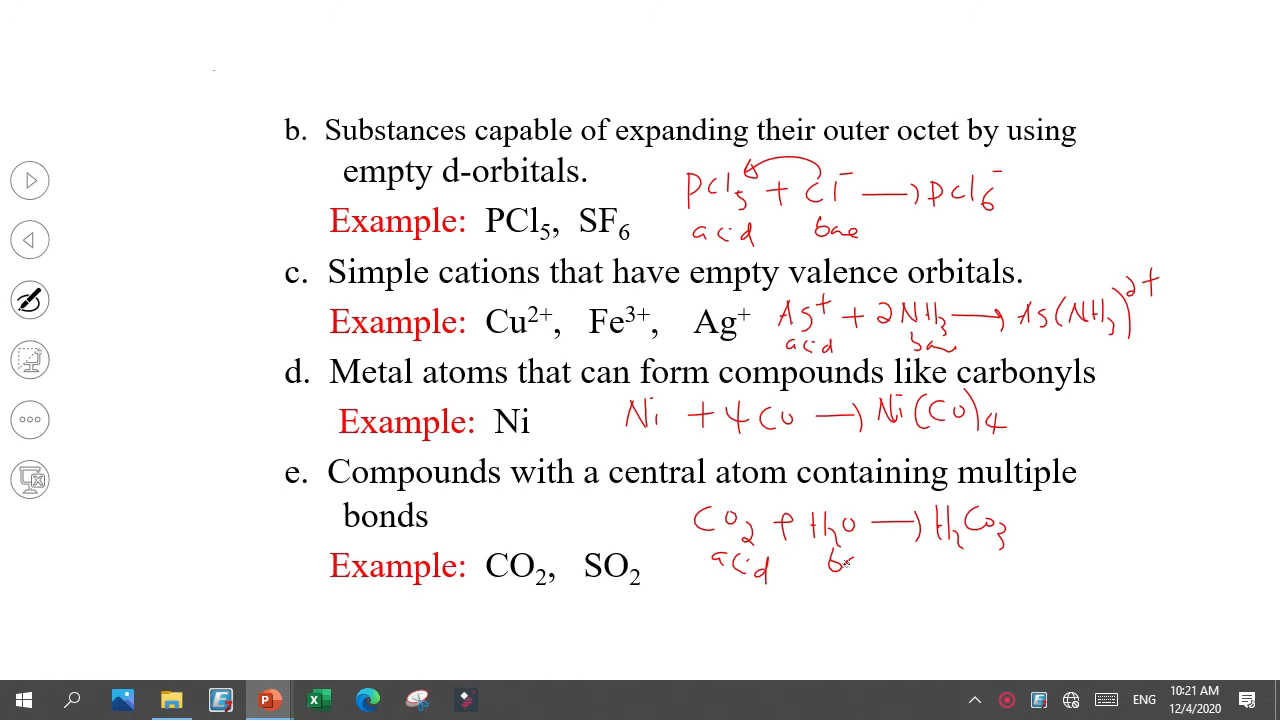 b. Substances capable of expanding their outer octet by using
empty d-orbitals.
PCl5 + Cl⁻ → PCl6⁻
Example: PCl₅, SF₆
acid base
c. Simple cations that have empty valence orbitals.
Example: Cu²⁺, Fe³⁺, Ag⁺
Ag⁺ + 2NH₃ → Ag(NH₃)²⁺
acid base
d. Metal atoms that can form compounds like carbonyls
Example: Ni
Ni + 4CO → Ni(CO)₄
e. Compounds with a central atom containing multiple
bonds
CO₂ + H₂O → H₂CO₃
Example: CO₂, SO₂
acid
ENG
10:21 AM
12/4/2020